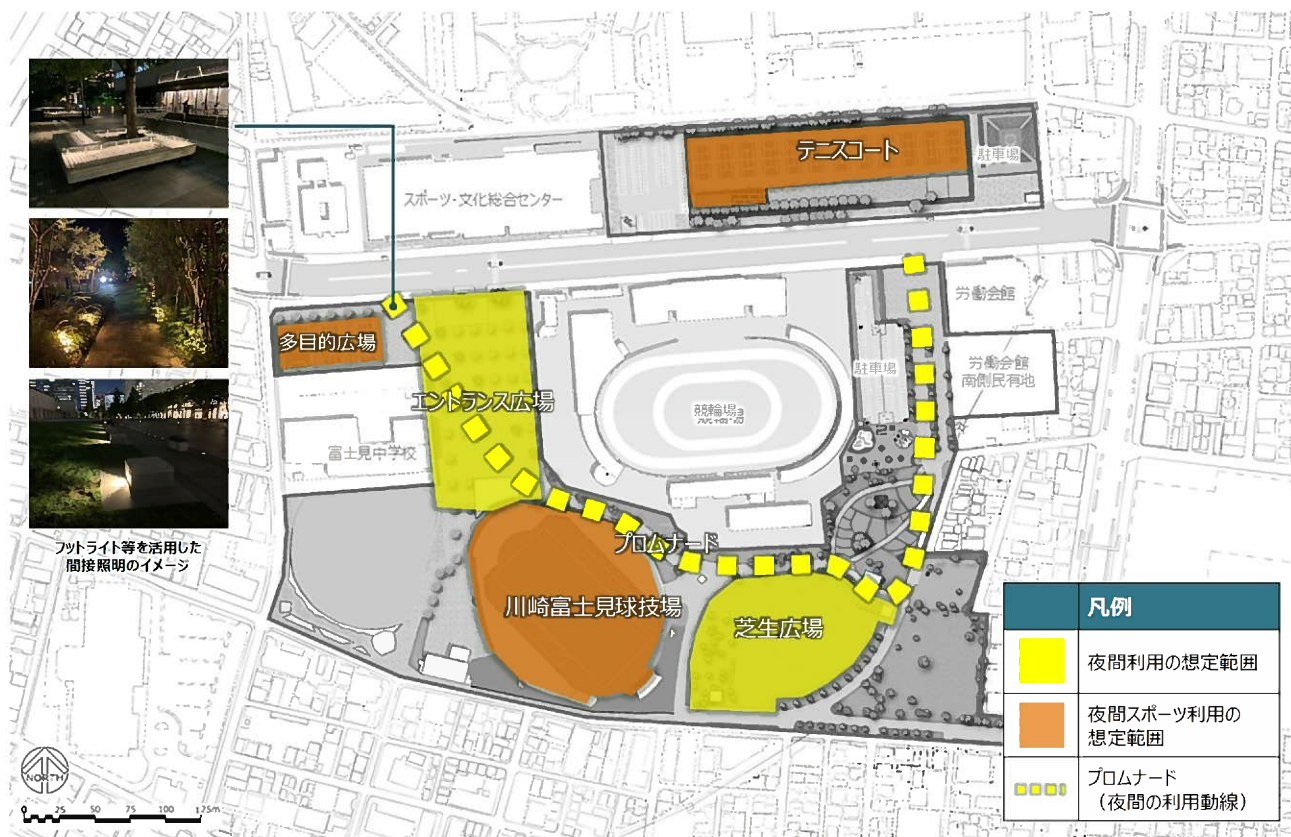 テニスコート
駐車場
スポーツ・文化総合センター
労働会館
多目的広場
労働会館
南側民有地
駐車場
エントランス広場
競輪場
富士見中学校
プロムナード
フットライト等を活用した
間接照明のイメージ
川崎富士見球技場
芝生広場
凡例
夜間利用の想定範囲
夜間スポーツ利用の
想定範囲
プロムナード
（夜間の利用動線）
NORTH
0 25 50 75 100 125m